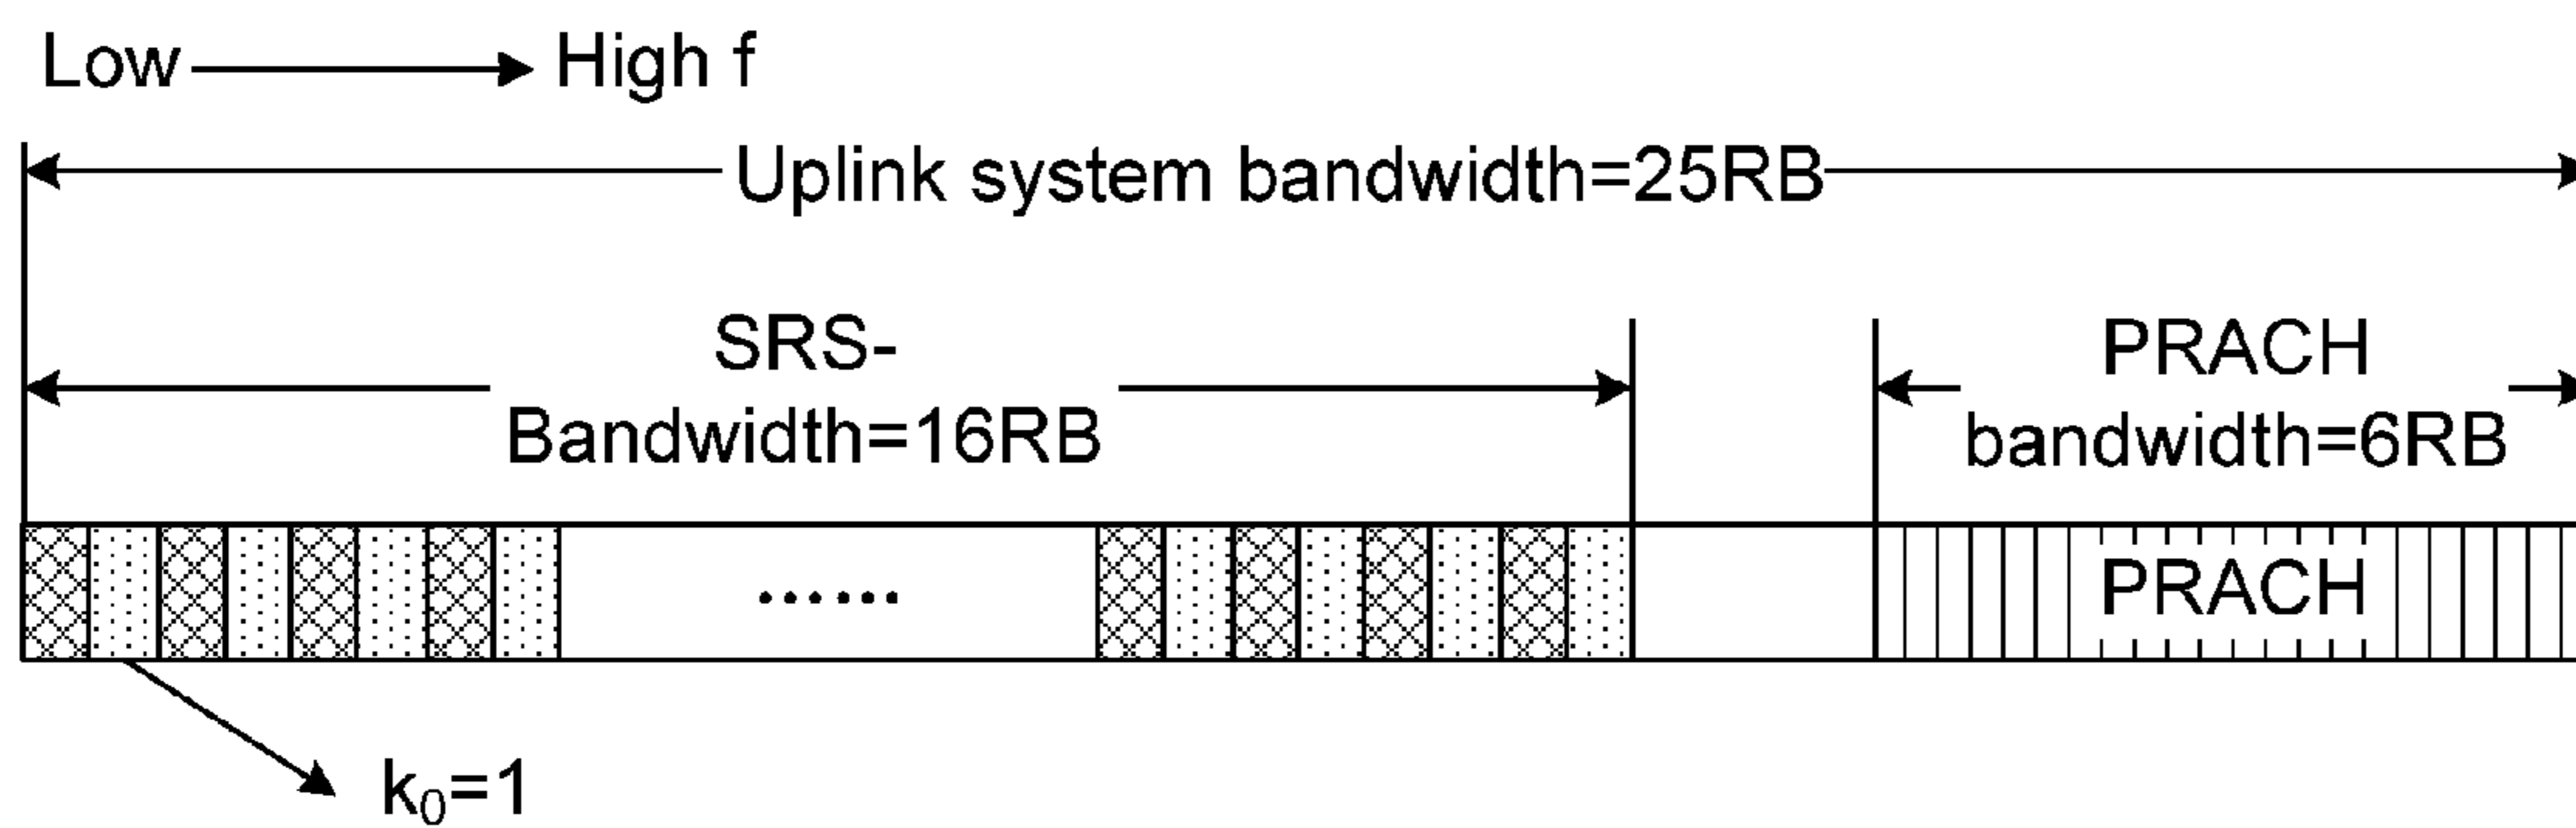 Low High f
Uplink system bandwidth=25RB
SRS-
Bandwidth=16RB
PRACH
bandwidth=6RB
......
PRACH
k₀=1